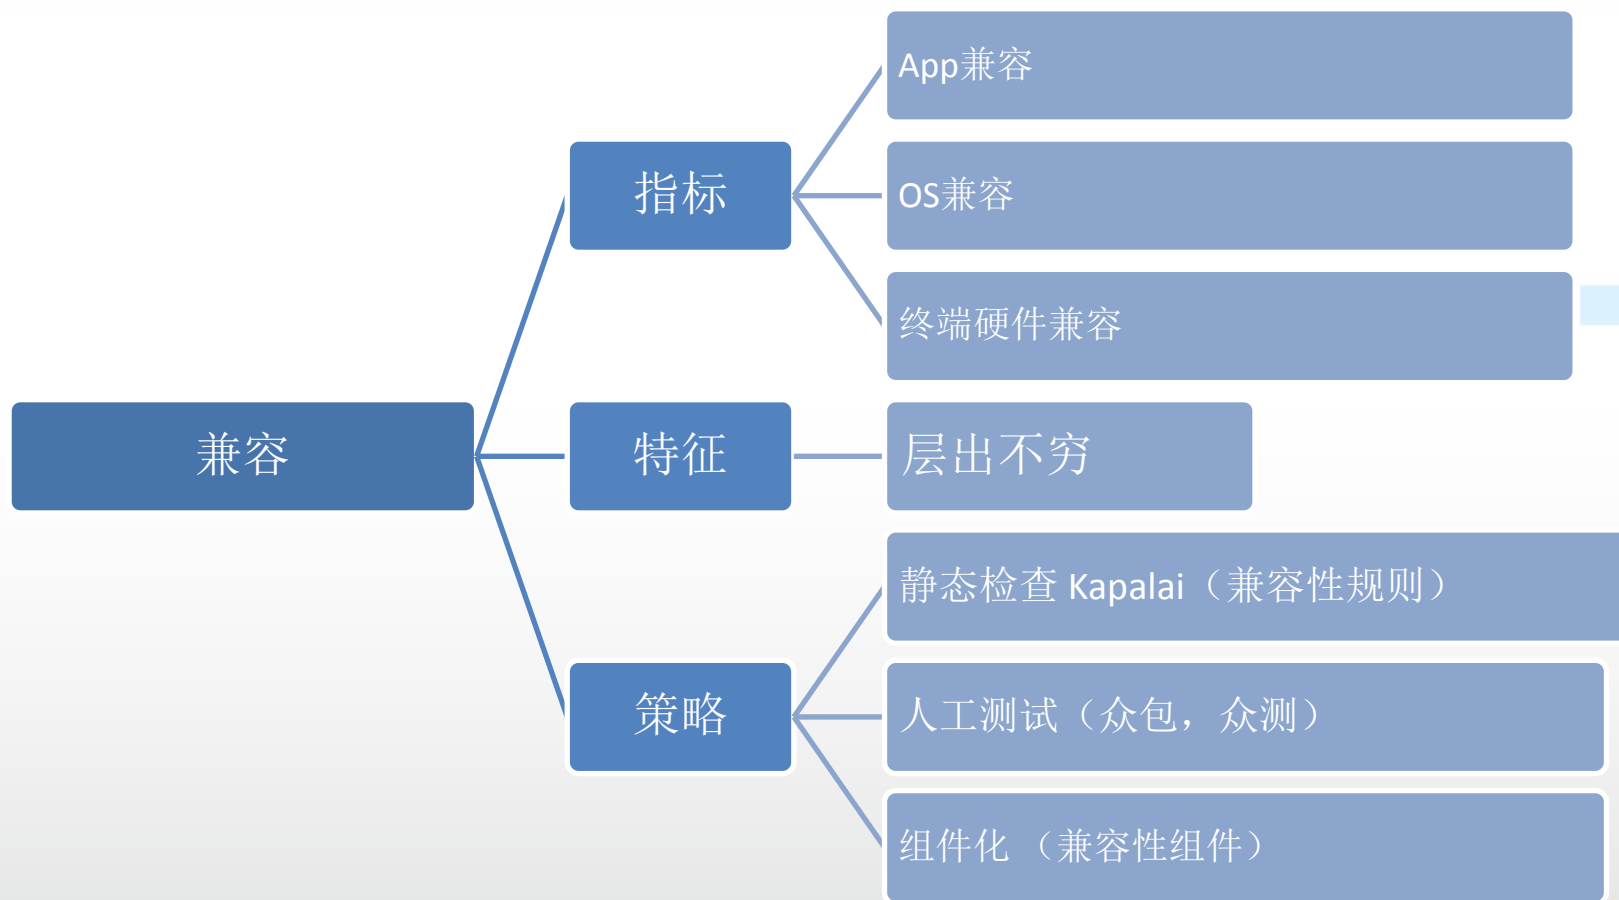 App兼容
指标
OS兼容
终端硬件兼容
兼容
特征
层出不穷
静态检查 Kapalai（兼容性规则）
策略
人工测试（众包，众测）
组件化 （兼容性组件）